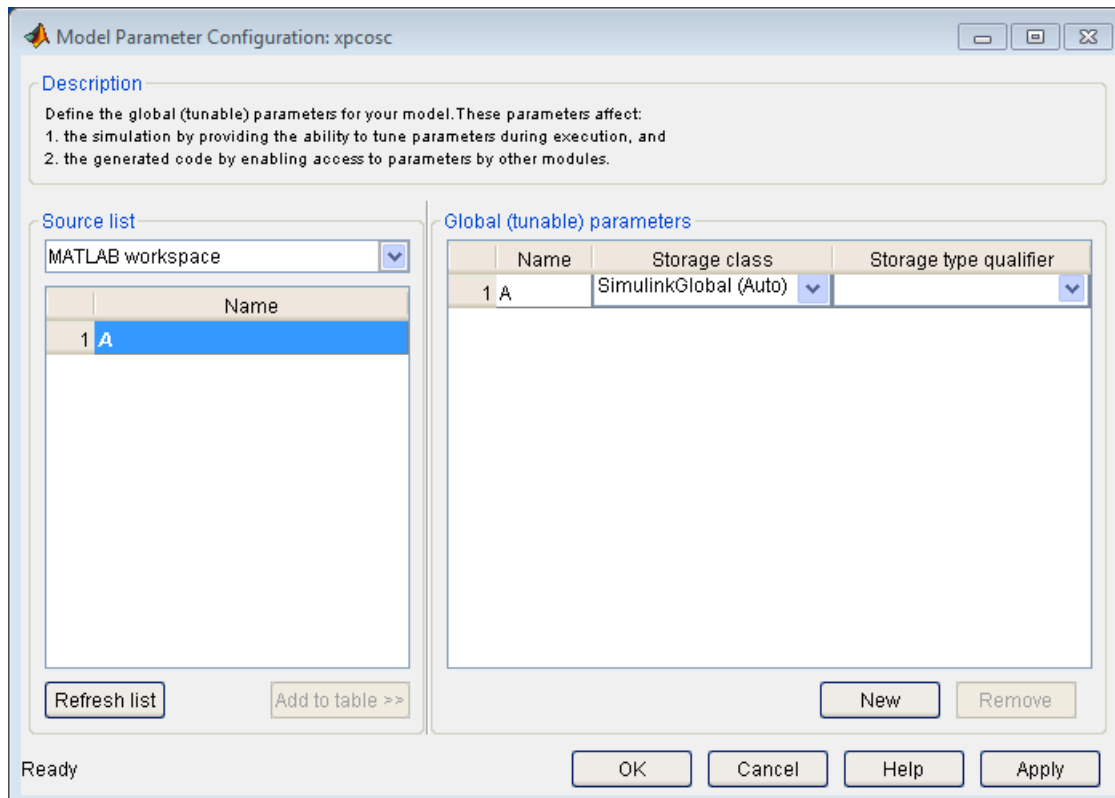 Model Parameter Configuration: xpcosc
Description
Define the global (tunable) parameters for your model.These parameters affect:
1. the simulation by providing the ability to tune parameters during execution, and
2. the generated code by enabling access to parameters by other modules.
Source list
MATLAB workspace
Name
1 A
Refresh list
Add to table >>
Global (tunable) parameters
Name Storage class Storage type qualifier
1 A SimulinkGlobal (Auto)
New
Remove
Ready
OK
Cancel
Help
Apply